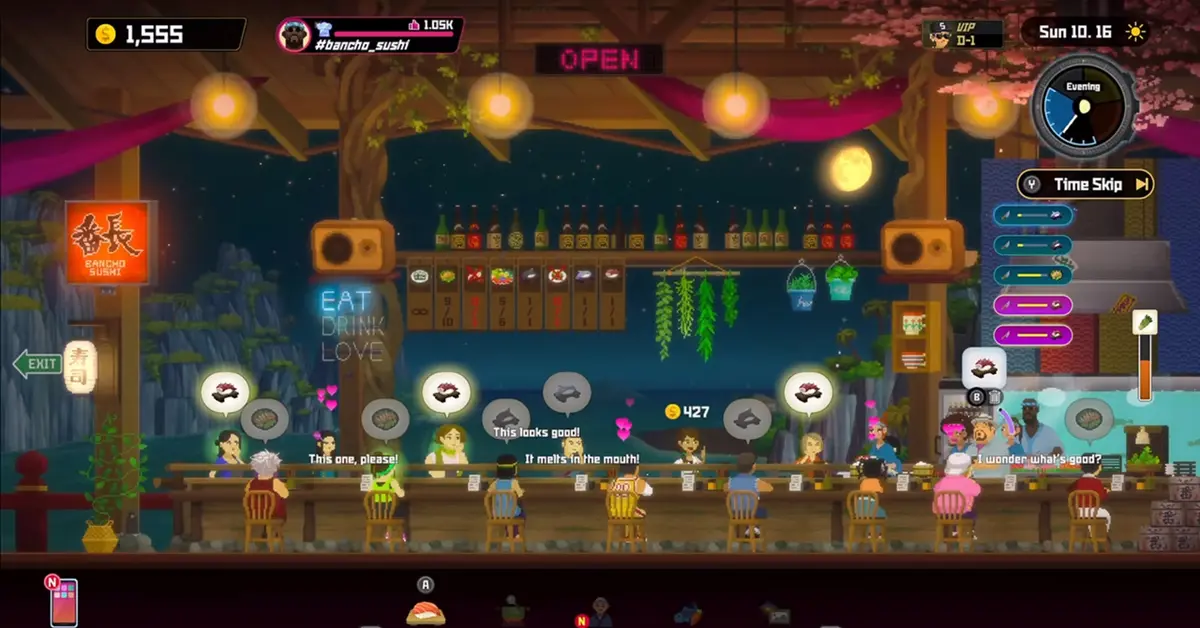 1,555
1.05K
#bancho_sushi
OPEN
5
VIP
D-1
Sun 10. 16
Evening
Y
Time Skip
番長
BANCHO
SUSHI
EAT
DRINK
LOVE
EXIT
寿司
427
B
This looks good!
This one, please!
It melts in the mouth!
I wonder what's good?
N
A
N